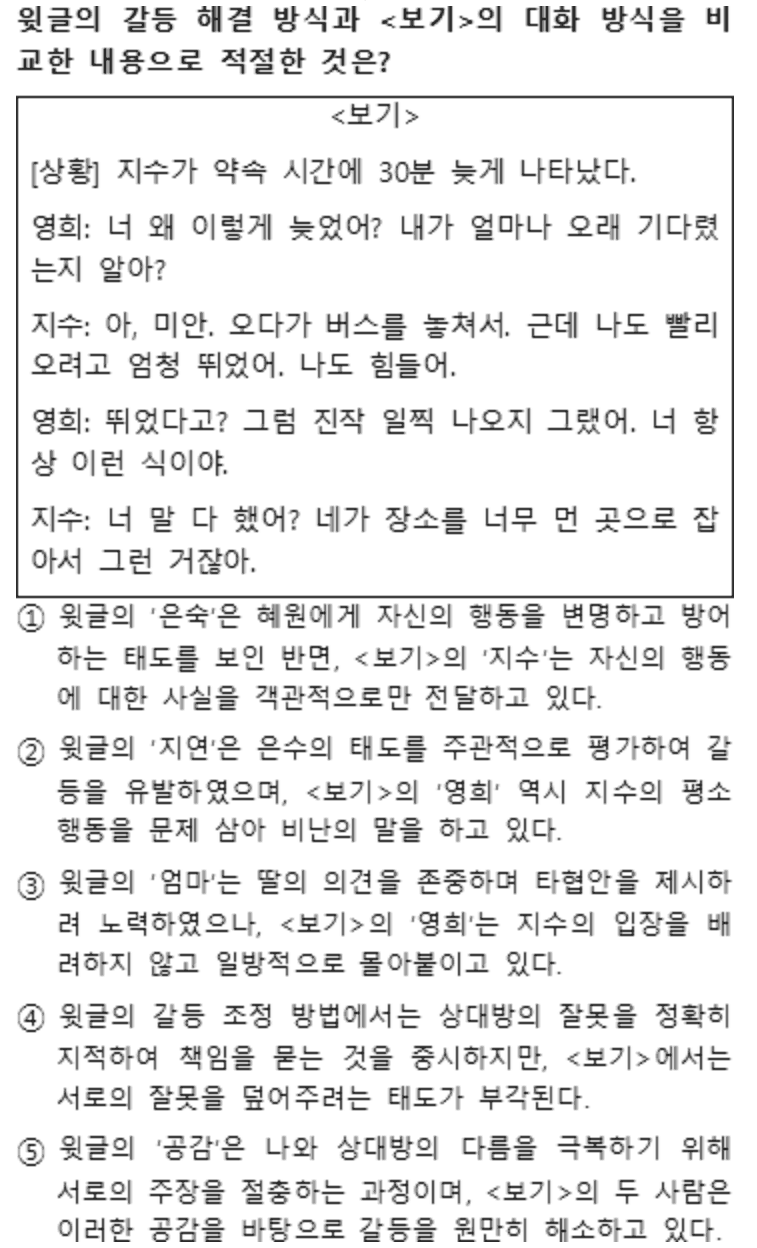 윗글의 갈등 해결 방식과 <보기>의 대화 방식을 비
교한 내용으로 적절한 것은?
<보기>
[상황] 지수가 약속 시간에 30분 늦게 나타났다.
영희: 너 왜 이렇게 늦었어? 내가 얼마나 오래 기다렸
는지 알아?
지수: 아, 미안. 오다가 버스를 놓쳐서. 근데 나도 빨리
오려고 엄청 뛰었어. 나도 힘들어.
영희: 뛰었다고? 그럼 진작 일찍 나오지 그랬어. 너 항
상 이런 식이야.
지수: 너 말 다 했어? 네가 장소를 너무 먼 곳으로 잡
아서 그런 거잖아.
① 윗글의 '은숙'은 혜원에게 자신의 행동을 변명하고 방어
하는 태도를 보인 반면, <보기>의 '지수'는 자신의 행동
에 대한 사실을 객관적으로만 전달하고 있다.
② 윗글의 '지연'은 은수의 태도를 주관적으로 평가하여 갈
등을 유발하였으며, <보기>의 '영희' 역시 지수의 평소
행동을 문제 삼아 비난의 말을 하고 있다.
③ 윗글의 '엄마'는 딸의 의견을 존중하며 타협안을 제시하
려 노력하였으나, <보기>의 '영희'는 지수의 입장을 배
려하지 않고 일방적으로 몰아붙이고 있다.
④ 윗글의 갈등 조정 방법에서는 상대방의 잘못을 정확히
지적하여 책임을 묻는 것을 중시하지만, <보기>에서는
서로의 잘못을 덮어주려는 태도가 부각된다.
⑤ 윗글의 '공감'은 나와 상대방의 다름을 극복하기 위해
서로의 주장을 절충하는 과정이며, <보기>의 두 사람은
이러한 공감을 바탕으로 갈등을 원만히 해소하고 있다.